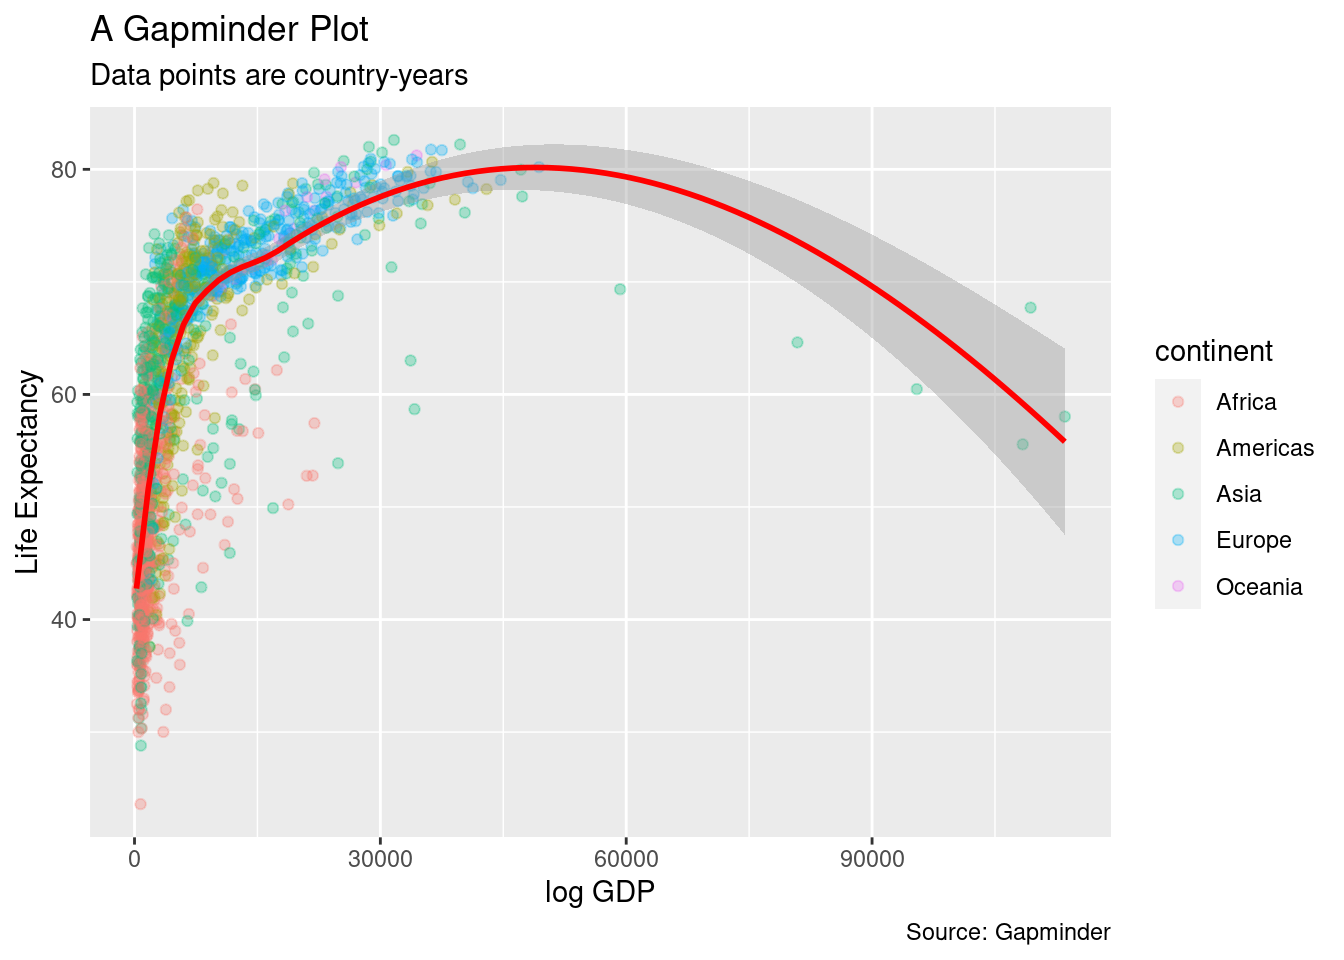 A Gapminder Plot
Data points are country-years
80
60
40
Life Expectancy
0 30000 60000 90000
log GDP
continent
Africa
Americas
Asia
Europe
Oceania
Source: Gapminder